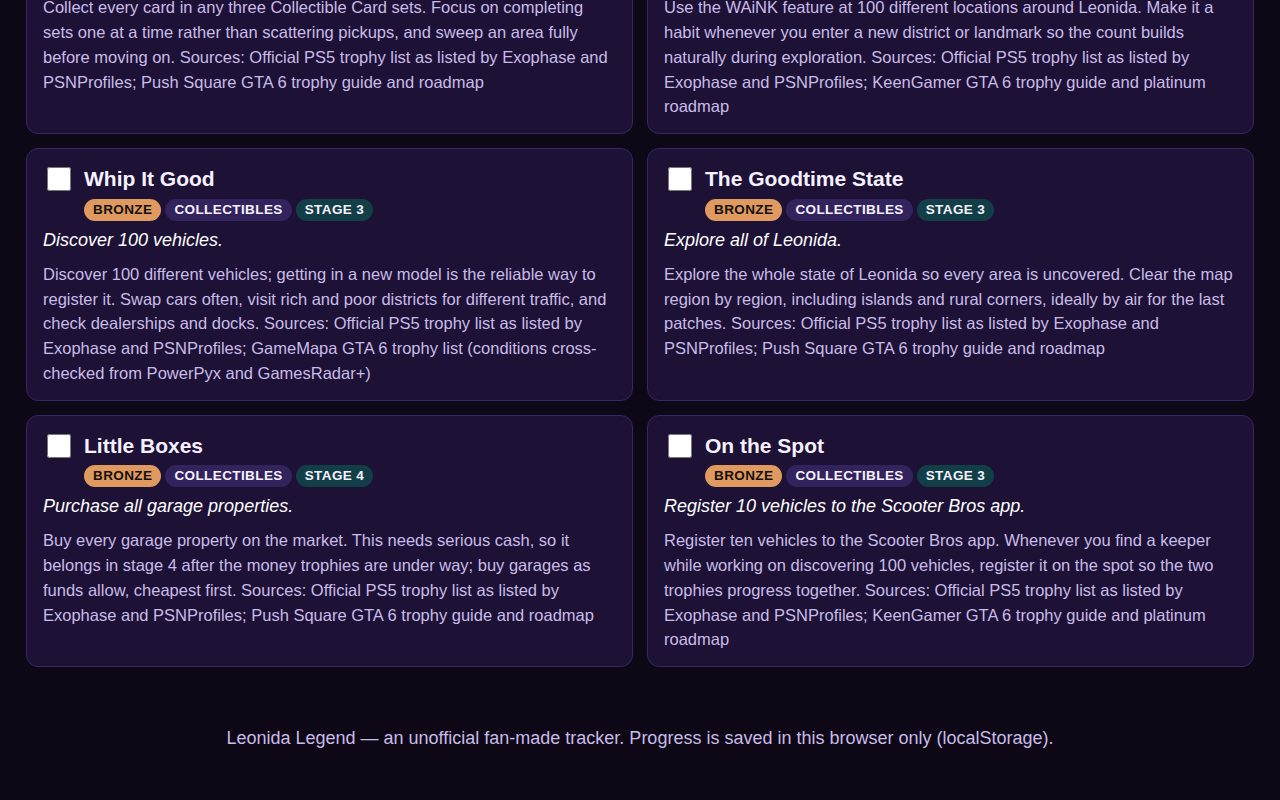 Collect every card in any three Collectible Card sets. Focus on completing
sets one at a time rather than scattering pickups, and sweep an area fully
before moving on. Sources: Official PS5 trophy list as listed by Exophase and
PSNProfiles; Push Square GTA 6 trophy guide and roadmap
Use the WAiNK feature at 100 different locations around Leonida. Make it a
habit whenever you enter a new district or landmark so the count builds
naturally during exploration. Sources: Official PS5 trophy list as listed by
Exophase and PSNProfiles; KeenGamer GTA 6 trophy guide and platinum
roadmap
Whip It Good
BRONZE COLLECTIBLES STAGE 3
Discover 100 vehicles.
Discover 100 different vehicles; getting in a new model is the reliable way to
register it. Swap cars often, visit rich and poor districts for different traffic, and
check dealerships and docks. Sources: Official PS5 trophy list as listed by
Exophase and PSNProfiles; GameMapa GTA 6 trophy list (conditions cross-
checked from PowerPyx and GamesRadar+)
The Goodtime State
BRONZE COLLECTIBLES STAGE 3
Explore all of Leonida.
Explore the whole state of Leonida so every area is uncovered. Clear the map
region by region, including islands and rural corners, ideally by air for the last
patches. Sources: Official PS5 trophy list as listed by Exophase and
PSNProfiles; Push Square GTA 6 trophy guide and roadmap
Little Boxes
BRONZE COLLECTIBLES STAGE 4
Purchase all garage properties.
Buy every garage property on the market. This needs serious cash, so it
belongs in stage 4 after the money trophies are under way; buy garages as
funds allow, cheapest first. Sources: Official PS5 trophy list as listed by
Exophase and PSNProfiles; Push Square GTA 6 trophy guide and roadmap
On the Spot
BRONZE COLLECTIBLES STAGE 3
Register 10 vehicles to the Scooter Bros app.
Register ten vehicles to the Scooter Bros app. Whenever you find a keeper
while working on discovering 100 vehicles, register it on the spot so the two
trophies progress together. Sources: Official PS5 trophy list as listed by
Exophase and PSNProfiles; KeenGamer GTA 6 trophy guide and platinum
roadmap
Leonida Legend — an unofficial fan-made tracker. Progress is saved in this browser only (localStorage).